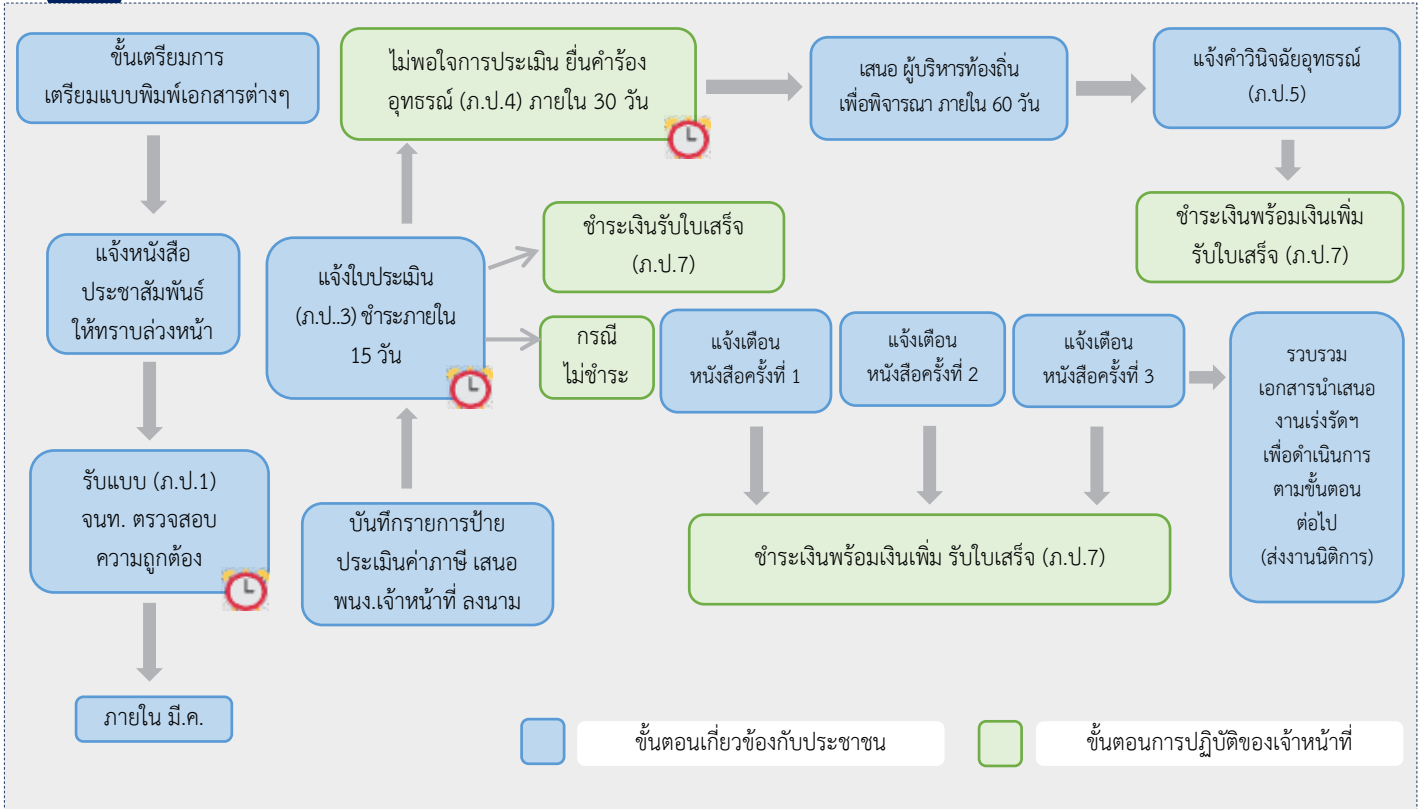 ขั้นเตรียมการ
เตรียมแบบพิมพ์เอกสารต่างๆ
แจ้งหนังสือ
ประชาสัมพันธ์
ให้ทราบล่วงหน้า
รับแบบ (ภ.ป.1)
จนท. ตรวจสอบ
ความถูกต้อง
ภายใน มี.ค.
บันทึกรายการป้าย
ประเมินค่าภาษี เสนอ
พนง.เจ้าหน้าที่ ลงนาม
แจ้งใบประเมิน
(ภ.ป..3) ชำระภายใน
15 วัน
ไม่พอใจการประเมิน ยื่นคำร้อง
อุทธรณ์ (ภ.ป.4) ภายใน 30 วัน
เสนอ ผู้บริหารท้องถิ่น
เพื่อพิจารณา ภายใน 60 วัน
แจ้งคำวินิจฉัยอุทธรณ์
(ภ.ป.5)
ชำระเงินพร้อมเงินเพิ่ม
รับใบเสร็จ (ภ.ป.7)
ชำระเงินรับใบเสร็จ
(ภ.ป.7)
กรณี
ไม่ชำระ
แจ้งเตือน
หนังสือครั้งที่ 1
แจ้งเตือน
หนังสือครั้งที่ 2
แจ้งเตือน
หนังสือครั้งที่ 3
รวบรวม
เอกสารนำเสนอ
งานเร่งรัดฯ
เพื่อดำเนินการ
ตามขั้นตอน
ต่อไป
(ส่งงานนิติการ)
ชำระเงินพร้อมเงินเพิ่ม รับใบเสร็จ (ภ.ป.7)
ขั้นตอนเกี่ยวข้องกับประชาชน
ขั้นตอนการปฏิบัติของเจ้าหน้าที่